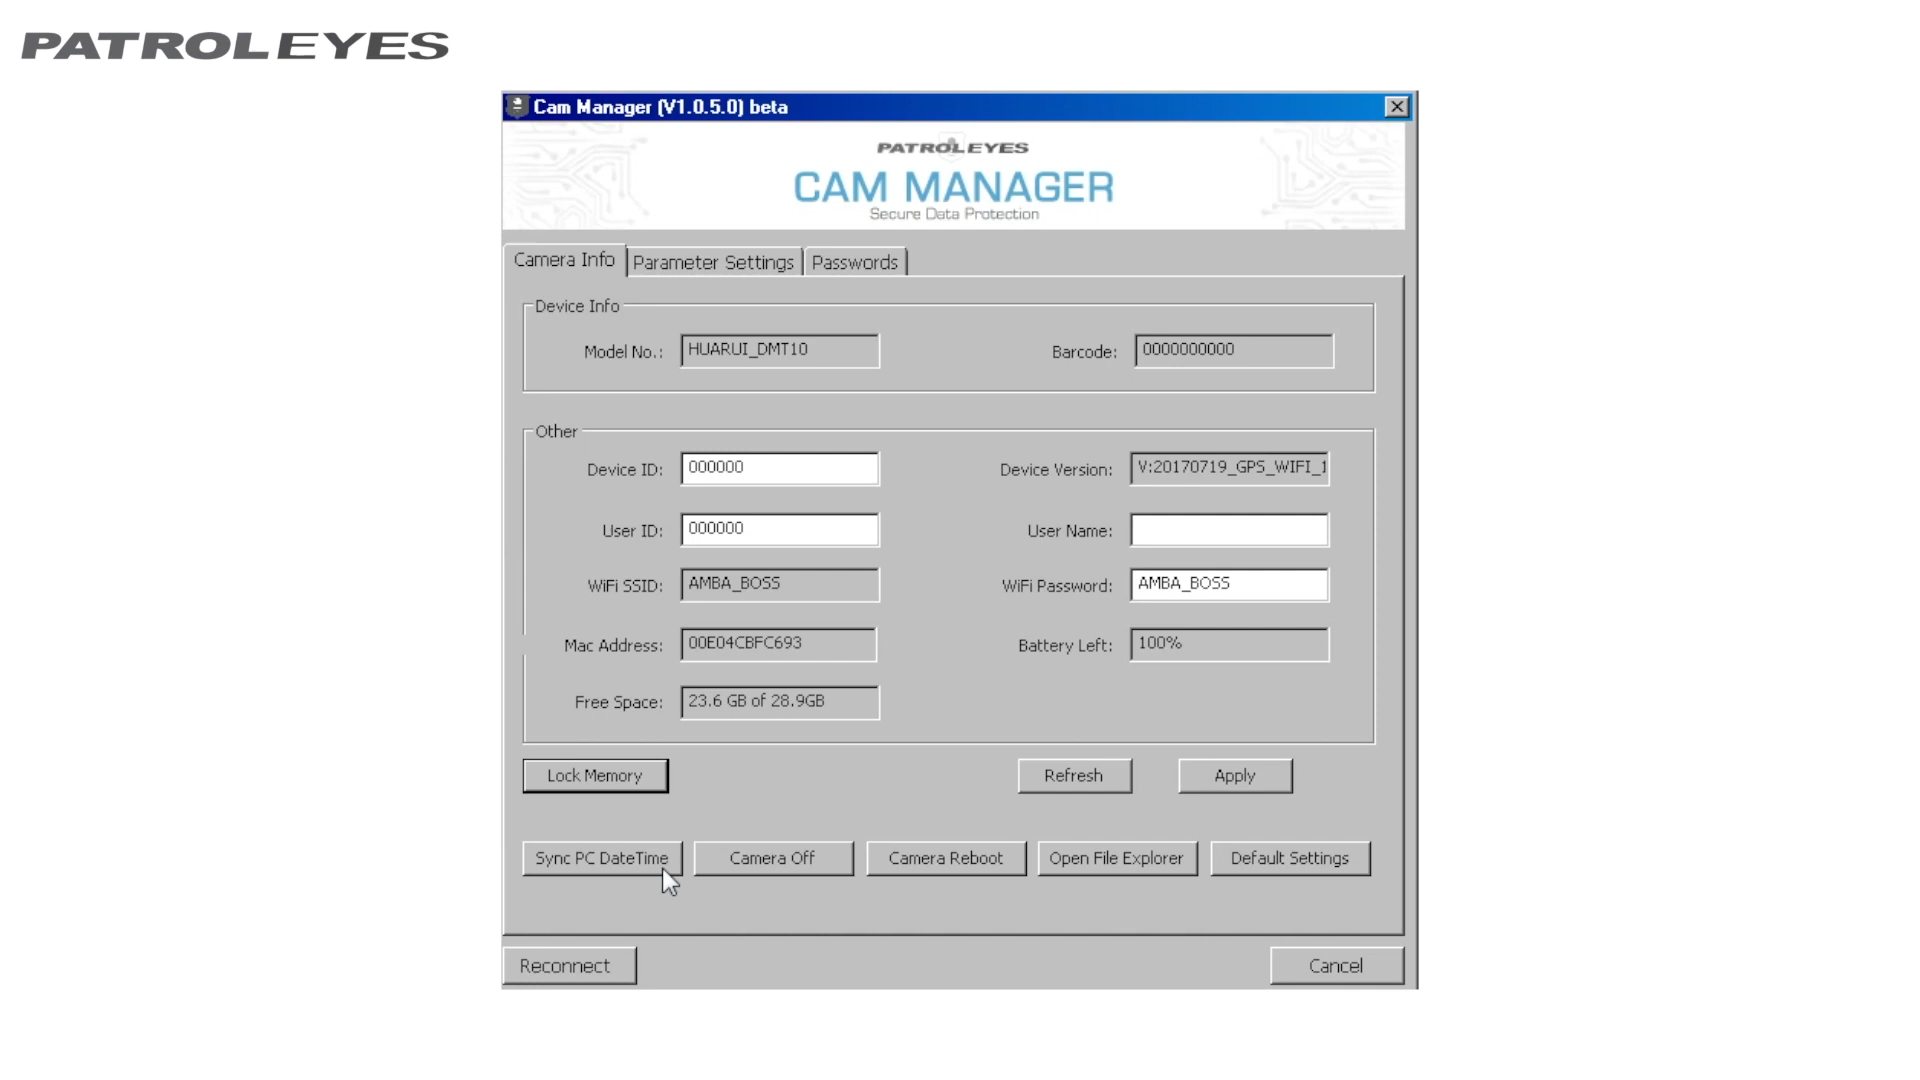 PATROLEYES
Cam Manager (V1.0.5.0) beta
PATROLEYES
CAM MANAGER
Secure Data Protection
Camera Info Parameter Settings Passwords
Device Info
Model No.: HUARUI_DMT10 Barcode: 0000000000
Other
Device ID: 000000 Device Version: V:20170719_GPS_WIFI_1
User ID: 000000 User Name:
WiFi SSID: AMBA_BOSS WiFi Password: AMBA_BOSS
Mac Address: 00E04CBFC693 Battery Left: 100%
Free Space: 23.6 GB of 28.9GB
Lock Memory Refresh Apply
Sync PC DateTime Camera Off Camera Reboot Open File Explorer Default Settings
Reconnect Cancel